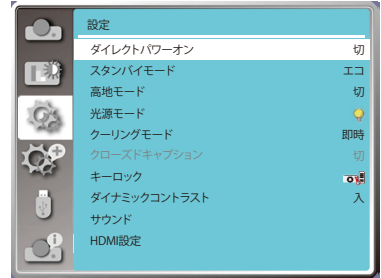 設定
ダイレクトパワーオン 切
スタンバイモード エコ
高地モード 切
光源モード
クーリングモード 即時
クローズドキャプション 切
キーロック
ダイナミックコントラスト 入
サウンド
HDMI設定